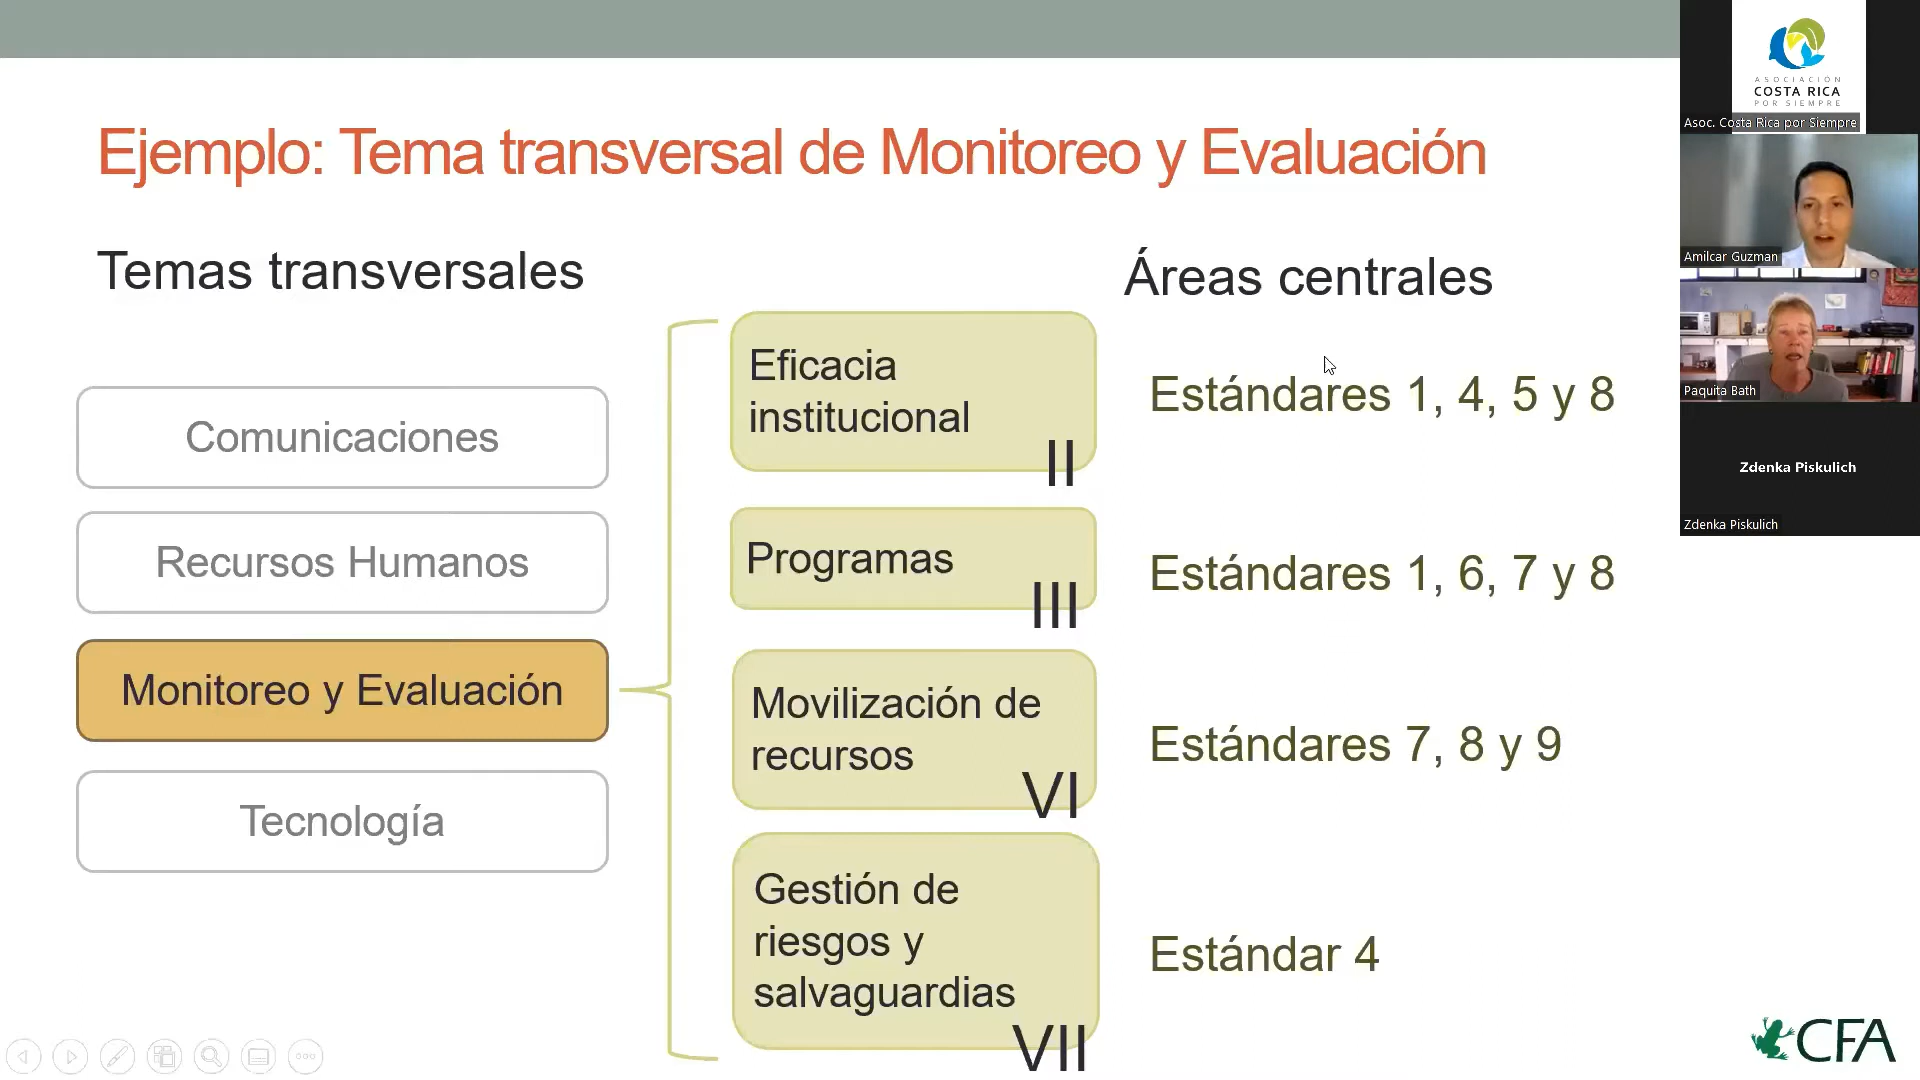 Ejemplo: Tema transversal de Monitoreo y Evaluación
Temas transversales
Áreas centrales
Comunicaciones
Recursos Humanos
Monitoreo y Evaluación
Tecnología
Eficacia
institucional
II
Estándares 1, 4, 5 y 8
Programas
III
Estándares 1, 6, 7 y 8
Movilización de
recursos
VI
Estándares 7, 8 y 9
Gestión de
riesgos y
salvaguardias
VII
Estándar 4
CFA
ASOCIACIÓN
COSTA RICA
POR SIEMPRE
Asoc. Costa Rica por Siempre
Amilcar Guzman
Paquita Bath
Zdenka Piskulich
Zdenka Piskulich